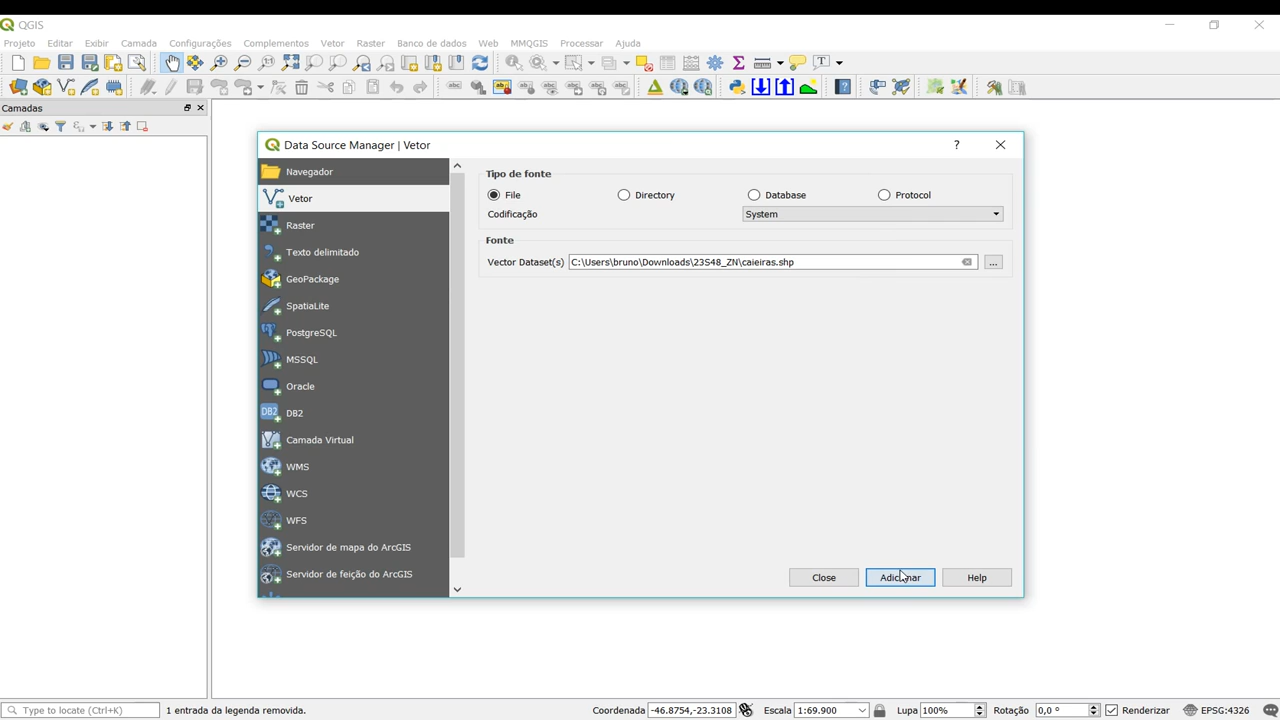 QGIS
Projeto Editar Exibir Camada Configurações Complementos Vetor Raster Banco de dados Web MMQGIS Processar Ajuda
Camadas
Data Source Manager | Vetor
Navegador
Vetor
Raster
Texto delimitado
GeoPackage
SpatiaLite
PostgreSQL
MSSQL
Oracle
DB2 DB2
Camada Virtual
WMS
WCS
WFS
Servidor de mapa do ArcGIS
Servidor de feição do ArcGIS
Tipo de fonte
File Directory Database Protocol
Codificação System
Fonte
Vector Dataset(s) C:\Users\bruno\Downloads\23S48_ZN\caieiras.shp ...
Close Adicionar Help
Type to locate (Ctrl+K) 1 entrada da legenda removida. Coordenada -46.8754,-23.3108 Escala 1:69.900 Lupa 100% Rotação 0,0 ° Renderizar EPSG:4326